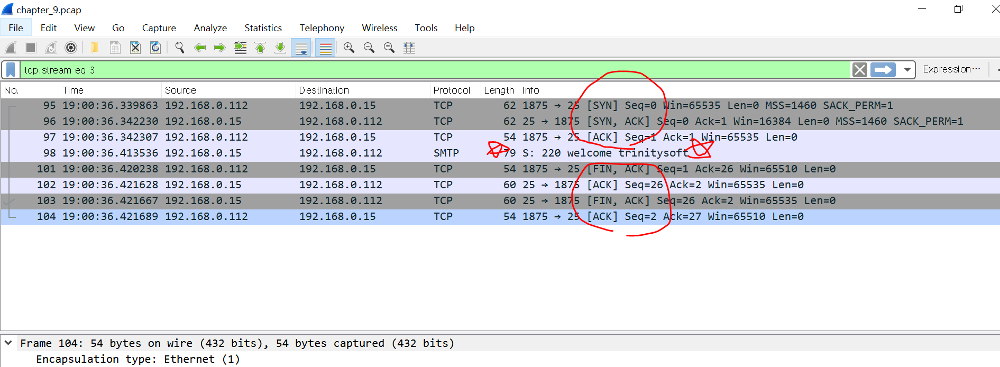 chapter_9.pcap
File Edit View Go Capture Analyze Statistics Telephony Wireless Tools Help
tcp.stream eq 3 Expression…
No. Time Source Destination Protocol Length Info
95 19:00:36.339863 192.168.0.112 192.168.0.15 TCP 62 1875 → 25 [SYN] Seq=0 Win=65535 Len=0 MSS=1460 SACK_PERM=1
96 19:00:36.342230 192.168.0.15 192.168.0.112 TCP 62 25 → 1875 [SYN, ACK] Seq=0 Ack=1 Win=16384 Len=0 MSS=1460 SACK_PERM=1
97 19:00:36.342307 192.168.0.112 192.168.0.15 TCP 54 1875 → 25 [ACK] Seq=1 Ack=1 Win=65535 Len=0
98 19:00:36.413536 192.168.0.15 192.168.0.112 SMTP 79 S: 220 welcome trinitysoft
101 19:00:36.420238 192.168.0.112 192.168.0.15 TCP 54 1875 → 25 [FIN, ACK] Seq=1 Ack=26 Win=65510 Len=0
102 19:00:36.421628 192.168.0.15 192.168.0.112 TCP 60 25 → 1875 [ACK] Seq=26 Ack=2 Win=65535 Len=0
103 19:00:36.421667 192.168.0.15 192.168.0.112 TCP 60 25 → 1875 [FIN, ACK] Seq=26 Ack=2 Win=65535 Len=0
104 19:00:36.421689 192.168.0.112 192.168.0.15 TCP 54 1875 → 25 [ACK] Seq=2 Ack=27 Win=65510 Len=0
Frame 104: 54 bytes on wire (432 bits), 54 bytes captured (432 bits)
Encapsulation type: Ethernet (1)